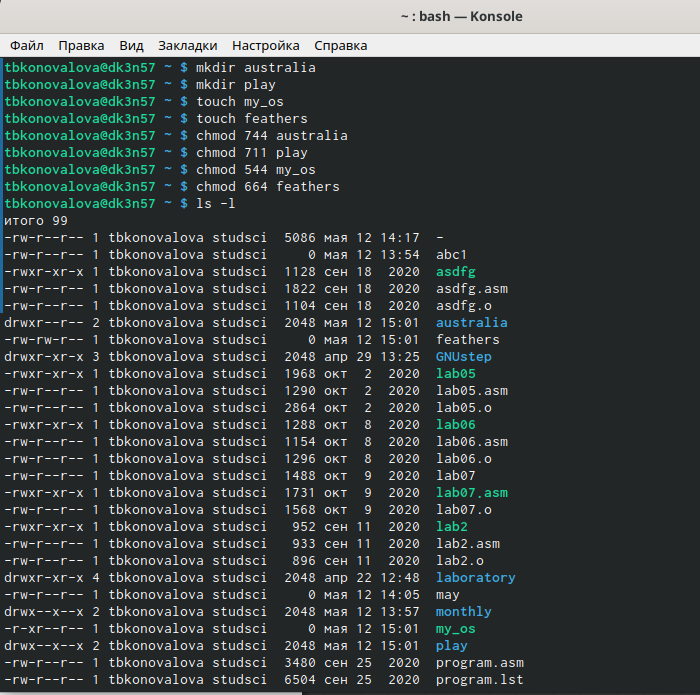 ~ : bash — Konsole
Файл Правка Вид Закладки Настройка Справка
tbkonovalova@dk3n57 ~ $ mkdir australia
tbkonovalova@dk3n57 ~ $ mkdir play
tbkonovalova@dk3n57 ~ $ touch my_os
tbkonovalova@dk3n57 ~ $ touch feathers
tbkonovalova@dk3n57 ~ $ chmod 744 australia
tbkonovalova@dk3n57 ~ $ chmod 711 play
tbkonovalova@dk3n57 ~ $ chmod 544 my_os
tbkonovalova@dk3n57 ~ $ chmod 664 feathers
tbkonovalova@dk3n57 ~ $ ls -l
итого 99
-rw-r--r-- 1 tbkonovalova studsci  5086 мая 12 14:17  -
-rw-r--r-- 1 tbkonovalova studsci     0 мая 12 13:54  abc1
-rwxr-xr-x 1 tbkonovalova studsci  1128 сен 18  2020  asdfg
-rw-r--r-- 1 tbkonovalova studsci  1822 сен 18  2020  asdfg.asm
-rw-r--r-- 1 tbkonovalova studsci  1104 сен 18  2020  asdfg.o
drwxr--r-- 2 tbkonovalova studsci  2048 мая 12 15:01  australia
-rw-rw-r-- 1 tbkonovalova studsci     0 мая 12 15:01  feathers
drwxr-xr-x 3 tbkonovalova studsci  2048 апр 29 13:25  GNUstep
-rwxr-xr-x 1 tbkonovalova studsci  1968 окт  2  2020  lab05
-rw-r--r-- 1 tbkonovalova studsci  1290 окт  2  2020  lab05.asm
-rw-r--r-- 1 tbkonovalova studsci  2864 окт  2  2020  lab05.o
-rwxr-xr-x 1 tbkonovalova studsci  1288 окт  8  2020  lab06
-rw-r--r-- 1 tbkonovalova studsci  1154 окт  8  2020  lab06.asm
-rw-r--r-- 1 tbkonovalova studsci  1296 окт  8  2020  lab06.o
-rw-r--r-- 1 tbkonovalova studsci  1488 окт  9  2020  lab07
-rwxr-xr-x 1 tbkonovalova studsci  1731 окт  9  2020  lab07.asm
-rw-r--r-- 1 tbkonovalova studsci  1568 окт  9  2020  lab07.o
-rwxr-xr-x 1 tbkonovalova studsci   952 сен 11  2020  lab2
-rw-r--r-- 1 tbkonovalova studsci   933 сен 11  2020  lab2.asm
-rw-r--r-- 1 tbkonovalova studsci   896 сен 11  2020  lab2.o
drwxr-xr-x 4 tbkonovalova studsci  2048 апр 22 12:48  laboratory
-rw-r--r-- 1 tbkonovalova studsci     0 мая 12 14:05  may
drwx--x--x 2 tbkonovalova studsci  2048 мая 12 13:57  monthly
-r-xr--r-- 1 tbkonovalova studsci     0 мая 12 15:01  my_os
drwx--x--x 2 tbkonovalova studsci  2048 мая 12 15:01  play
-rw-r--r-- 1 tbkonovalova studsci  3480 сен 25  2020  program.asm
-rw-r--r-- 1 tbkonovalova studsci  6504 сен 25  2020  program.lst